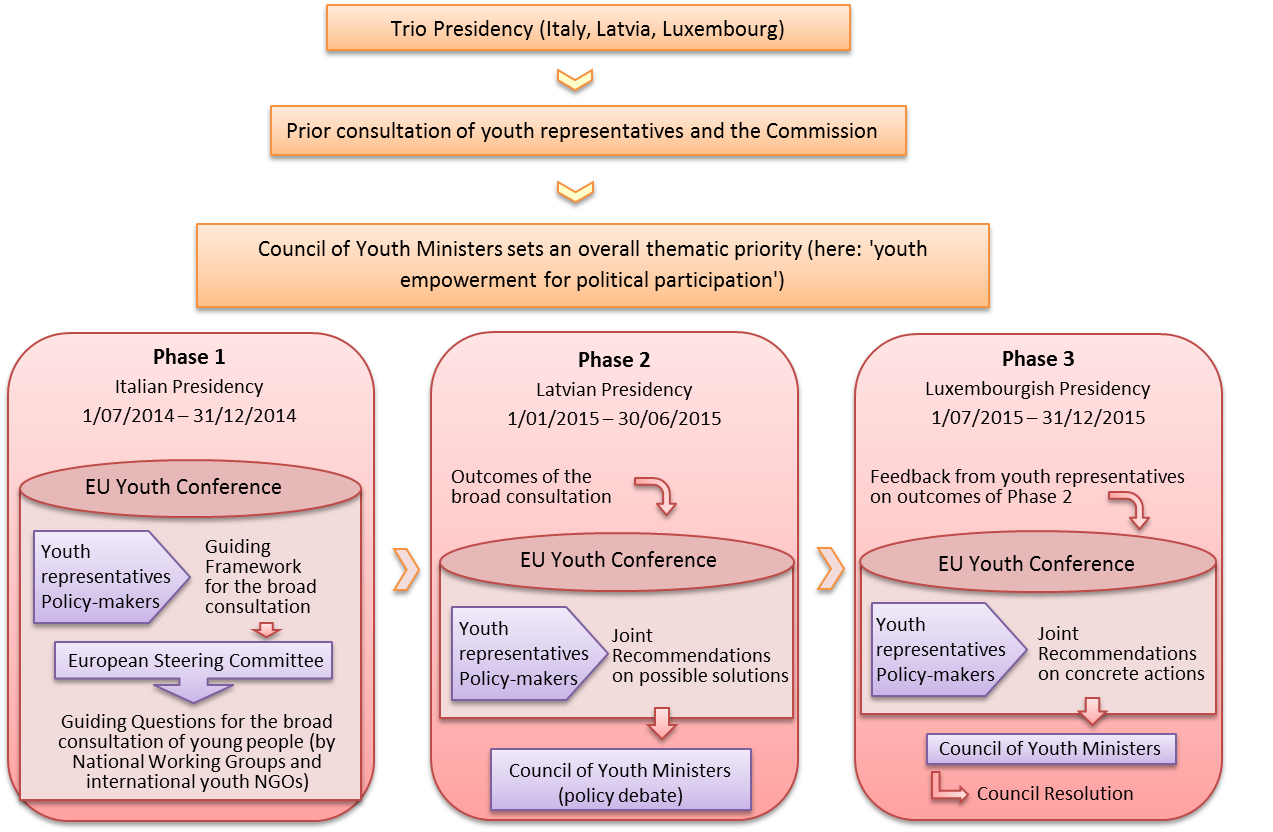 Trio Presidency (Italy, Latvia, Luxembourg)
Prior consultation of youth representatives and the Commission
Council of Youth Ministers sets an overall thematic priority (here: 'youth
empowerment for political participation')
Phase 1
Italian Presidency
1/07/2014 – 31/12/2014
EU Youth Conference
Youth
representatives
Policy-makers
Guiding
Framework
for the broad
consultation
European Steering Committee
Guiding Questions for the broad
consultation of young people (by
National Working Groups and
international youth NGOs)
Phase 2
Latvian Presidency
1/01/2015 – 30/06/2015
Outcomes of the
broad consultation
EU Youth Conference
Youth
representatives
Policy-makers
Joint
Recommendations
on possible solutions
Council of Youth Ministers
(policy debate)
Phase 3
Luxembourgish Presidency
1/07/2015 – 31/12/2015
Feedback from youth representatives
on outcomes of Phase 2
EU Youth Conference
Youth
representatives
Policy-makers
Joint
Recommendations
on concrete actions
Council of Youth Ministers
Council Resolution